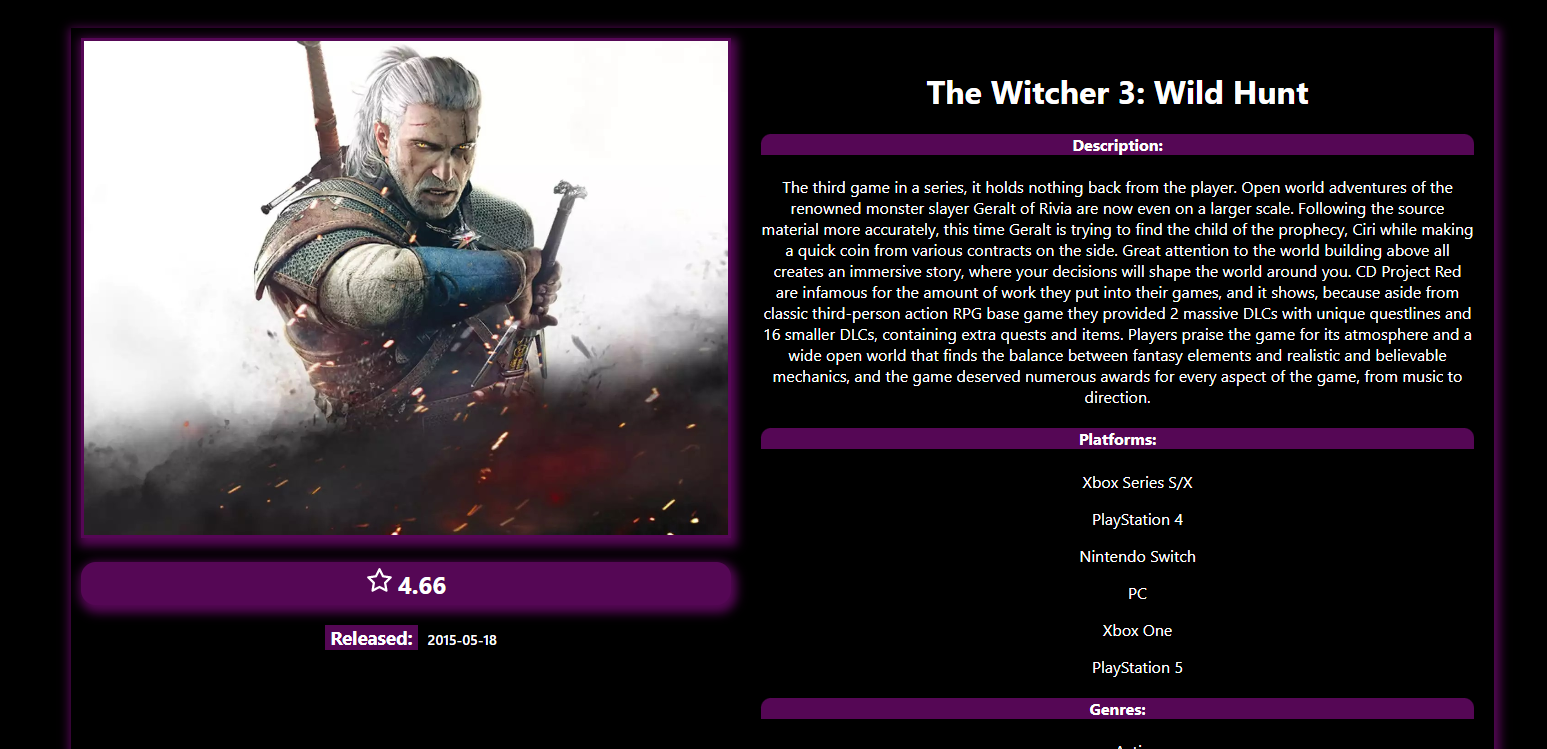 The Witcher 3: Wild Hunt
Description:
The third game in a series, it holds nothing back from the player. Open world adventures of the
renowned monster slayer Geralt of Rivia are now even on a larger scale. Following the source
material more accurately, this time Geralt is trying to find the child of the prophecy, Ciri while making
a quick coin from various contracts on the side. Great attention to the world building above all
creates an immersive story, where your decisions will shape the world around you. CD Project Red
are infamous for the amount of work they put into their games, and it shows, because aside from
classic third-person action RPG base game they provided 2 massive DLCs with unique questlines and
16 smaller DLCs, containing extra quests and items. Players praise the game for its atmosphere and a
wide open world that finds the balance between fantasy elements and realistic and believable
mechanics, and the game deserved numerous awards for every aspect of the game, from music to
direction.
Platforms:
Xbox Series S/X
PlayStation 4
Nintendo Switch
PC
Xbox One
PlayStation 5
Genres:
4.66
Released: 2015-05-18